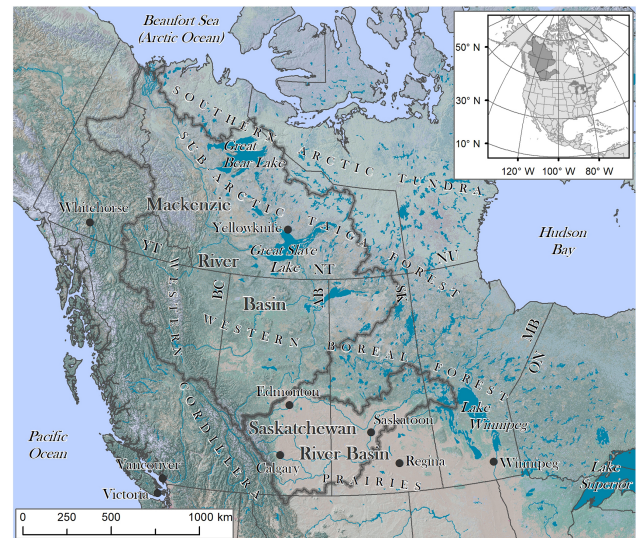 Beaufort Sea
(Arctic Ocean)
50° N
30° N
10° N
120° W 100° W 80° W
SOUTHERN ARCTIC TUNDRA
SUB ARCTIC TAIGA FOREST
Great
Bear Lake
Mackenzie
Whitehorse
Yellowknife
Great Slave
Lake
Hudson
Bay
YT
River
NT
NU
BC
AB
SK
MB
ON
Basin
WESTERN CORDILLERA
WESTERN BOREAL FOREST
Edmonton
Saskatchewan
Saskatoon
Lake
Winnipeg
River Basin
Pacific
Ocean
Vancouver
Calgary
Regina
Winnipeg
Lake
Superior
Victoria
PRAIRIES
0 250 500 1000 km